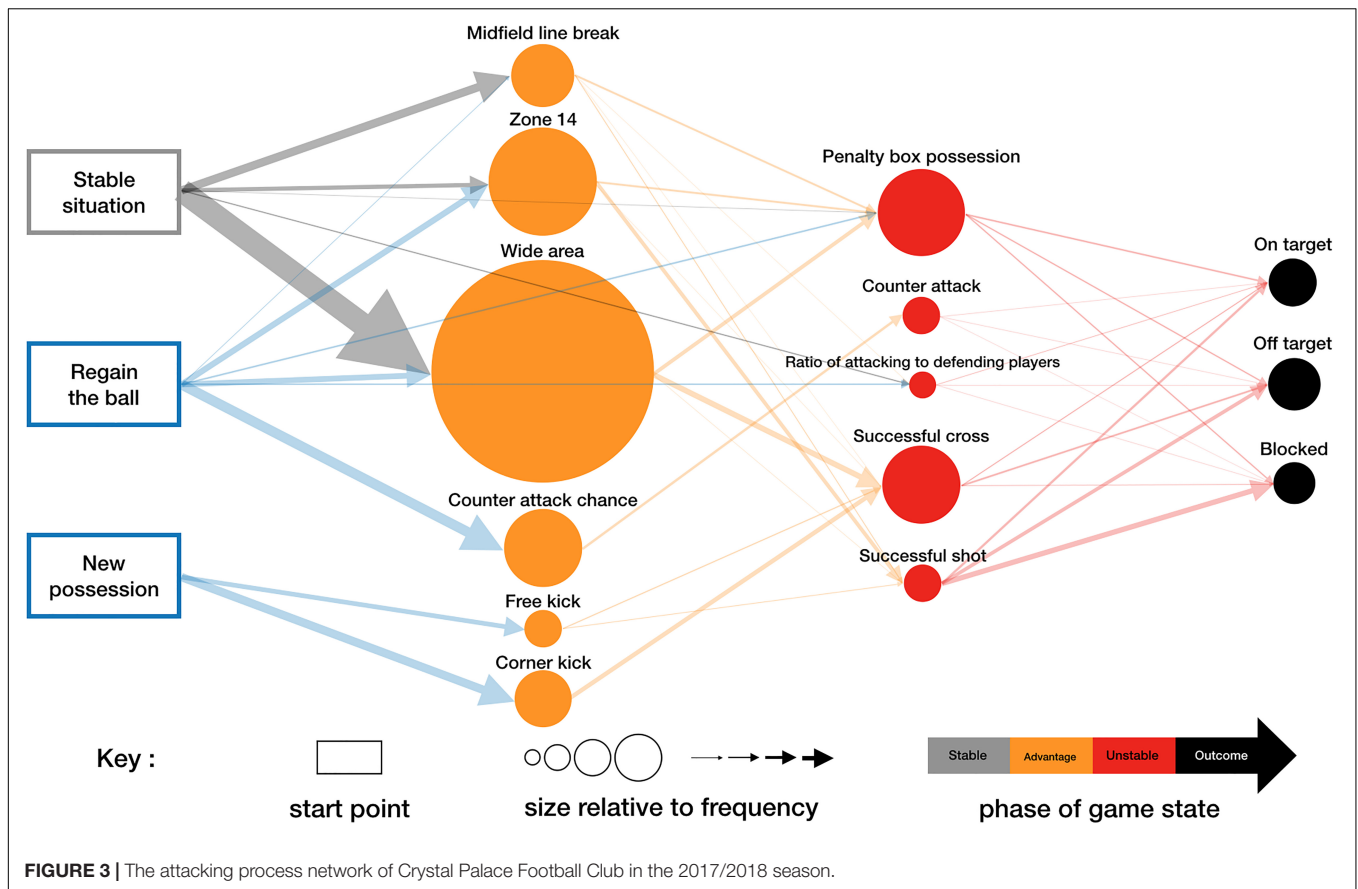 Midfield line break
Zone 14
Stable
situation
Penalty box possession
On target
Wide area
Counter attack
Regain
the ball
Off target
Ratio of attacking to defending players
Successful cross
Blocked
Counter attack chance
New
possession
Successful shot
Free kick
Corner kick
Key :
Stable
Advantage
Unstable
Outcome
start point
size relative to frequency
phase of game state
FIGURE 3 | The attacking process network of Crystal Palace Football Club in the 2017/2018 season.